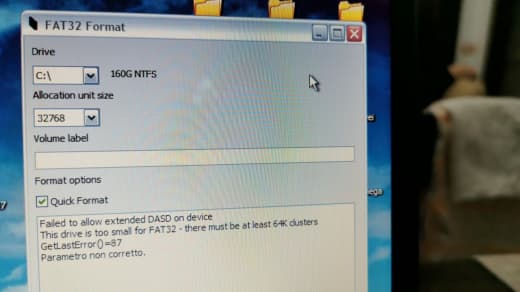 FAT32 Format
Drive
C:\ 160G NTFS
Allocation unit size
32768
Volume label
Format options
Quick Format
Failed to allow extended DASD on device
This drive is too small for FAT32 - there must be at least 64K clusters
GetLastError()=87
Parametro non corretto.